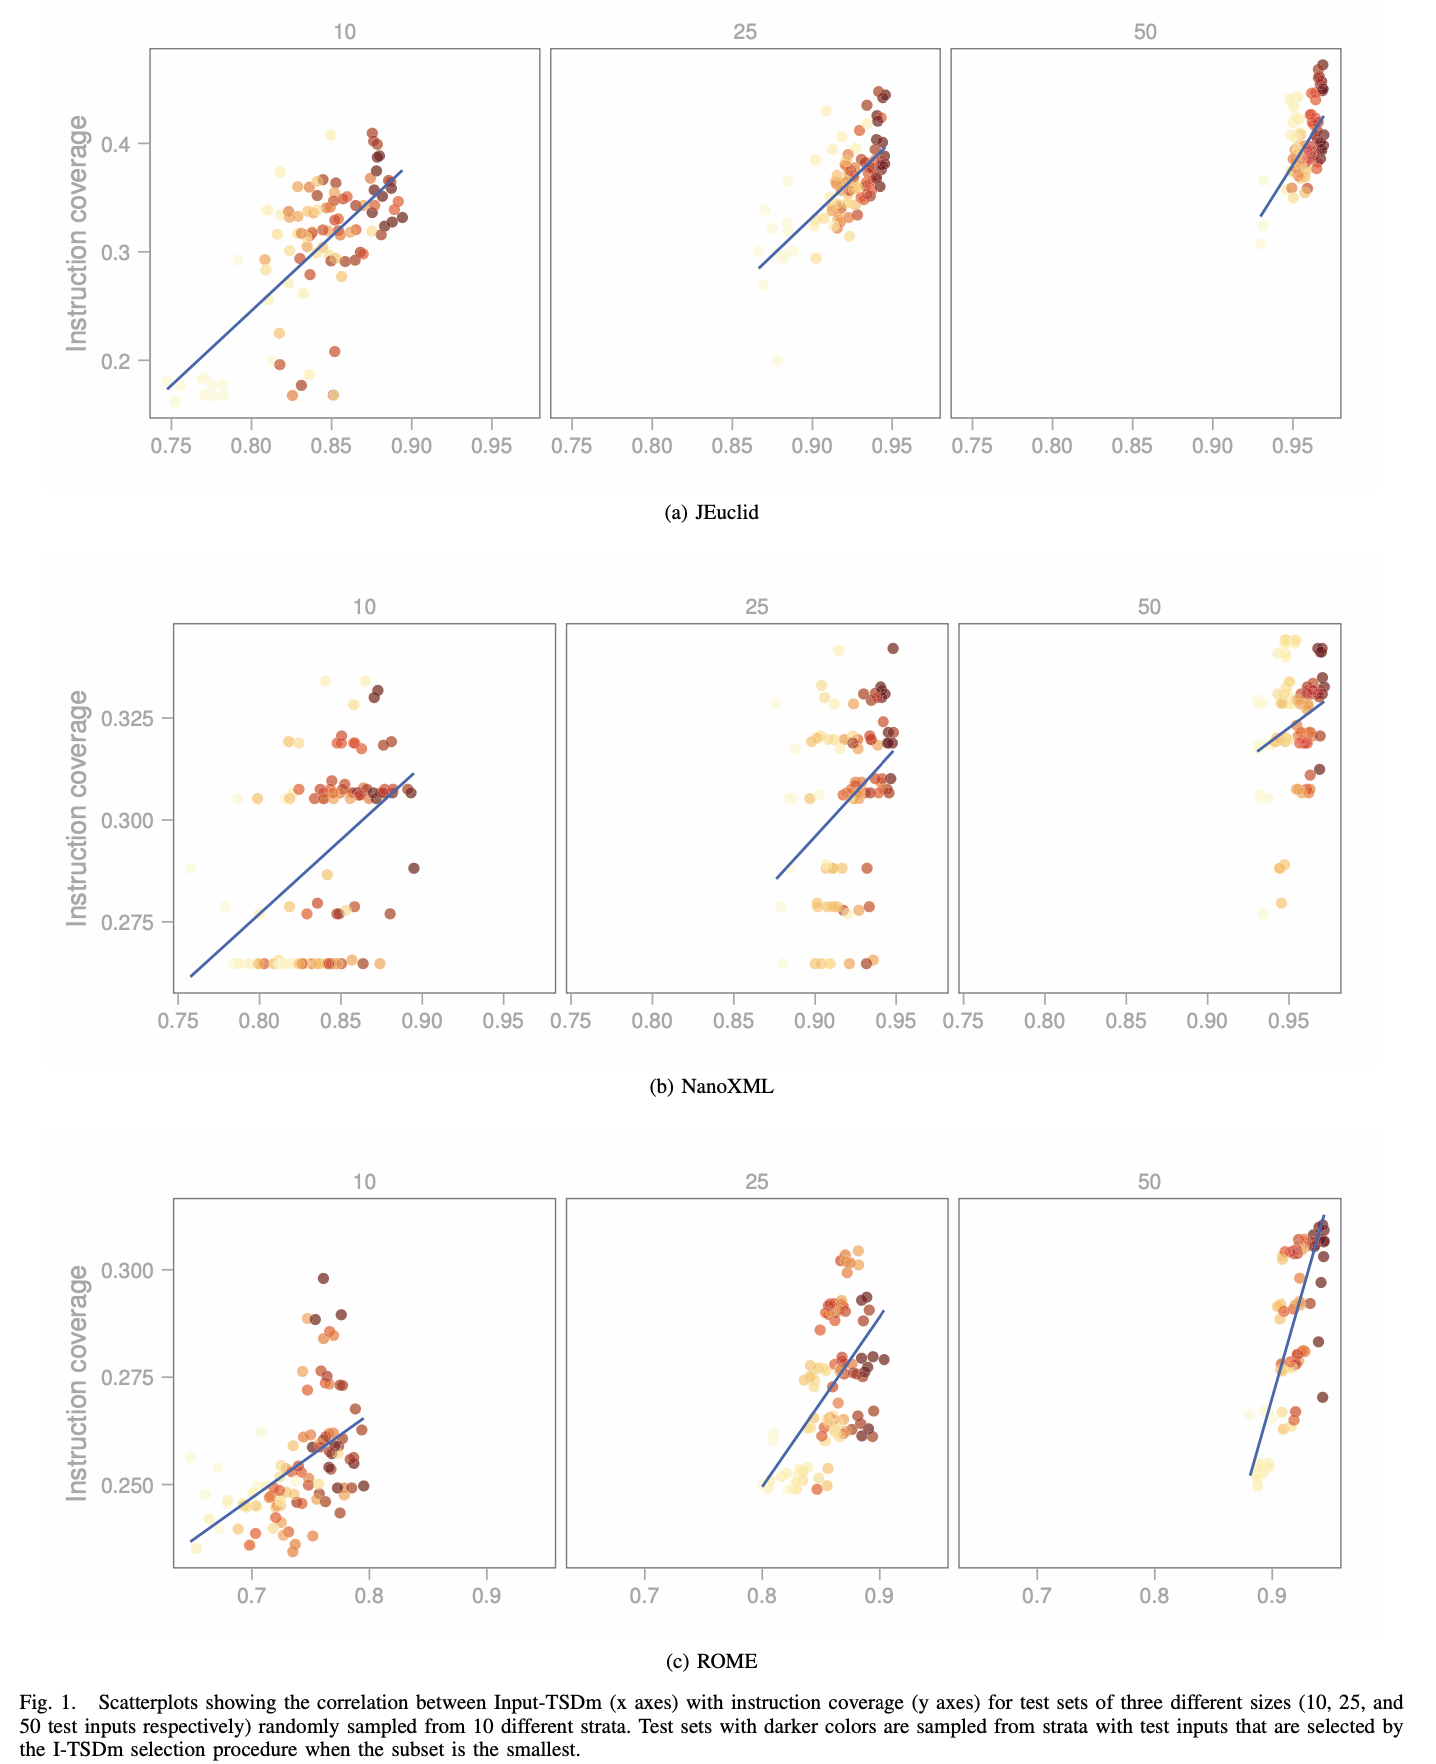 10 25 50
Instruction coverage
0.4
0.3
0.2
0.75 0.80 0.85 0.90 0.95 0.75 0.80 0.85 0.90 0.95 0.75 0.80 0.85 0.90 0.95
(a) JEuclid
10 25 50
Instruction coverage
0.325
0.300
0.275
0.75 0.80 0.85 0.90 0.95 0.75 0.80 0.85 0.90 0.95 0.75 0.80 0.85 0.90 0.95
(b) NanoXML
10 25 50
Instruction coverage
0.300
0.275
0.250
0.7 0.8 0.9 0.7 0.8 0.9 0.7 0.8 0.9
(c) ROME
Fig. 1. Scatterplots showing the correlation between Input-TSDm (x axes) with instruction coverage (y axes) for test sets of three different sizes (10, 25, and
50 test inputs respectively) randomly sampled from 10 different strata. Test sets with darker colors are sampled from strata with test inputs that are selected by
the I-TSDm selection procedure when the subset is the smallest.